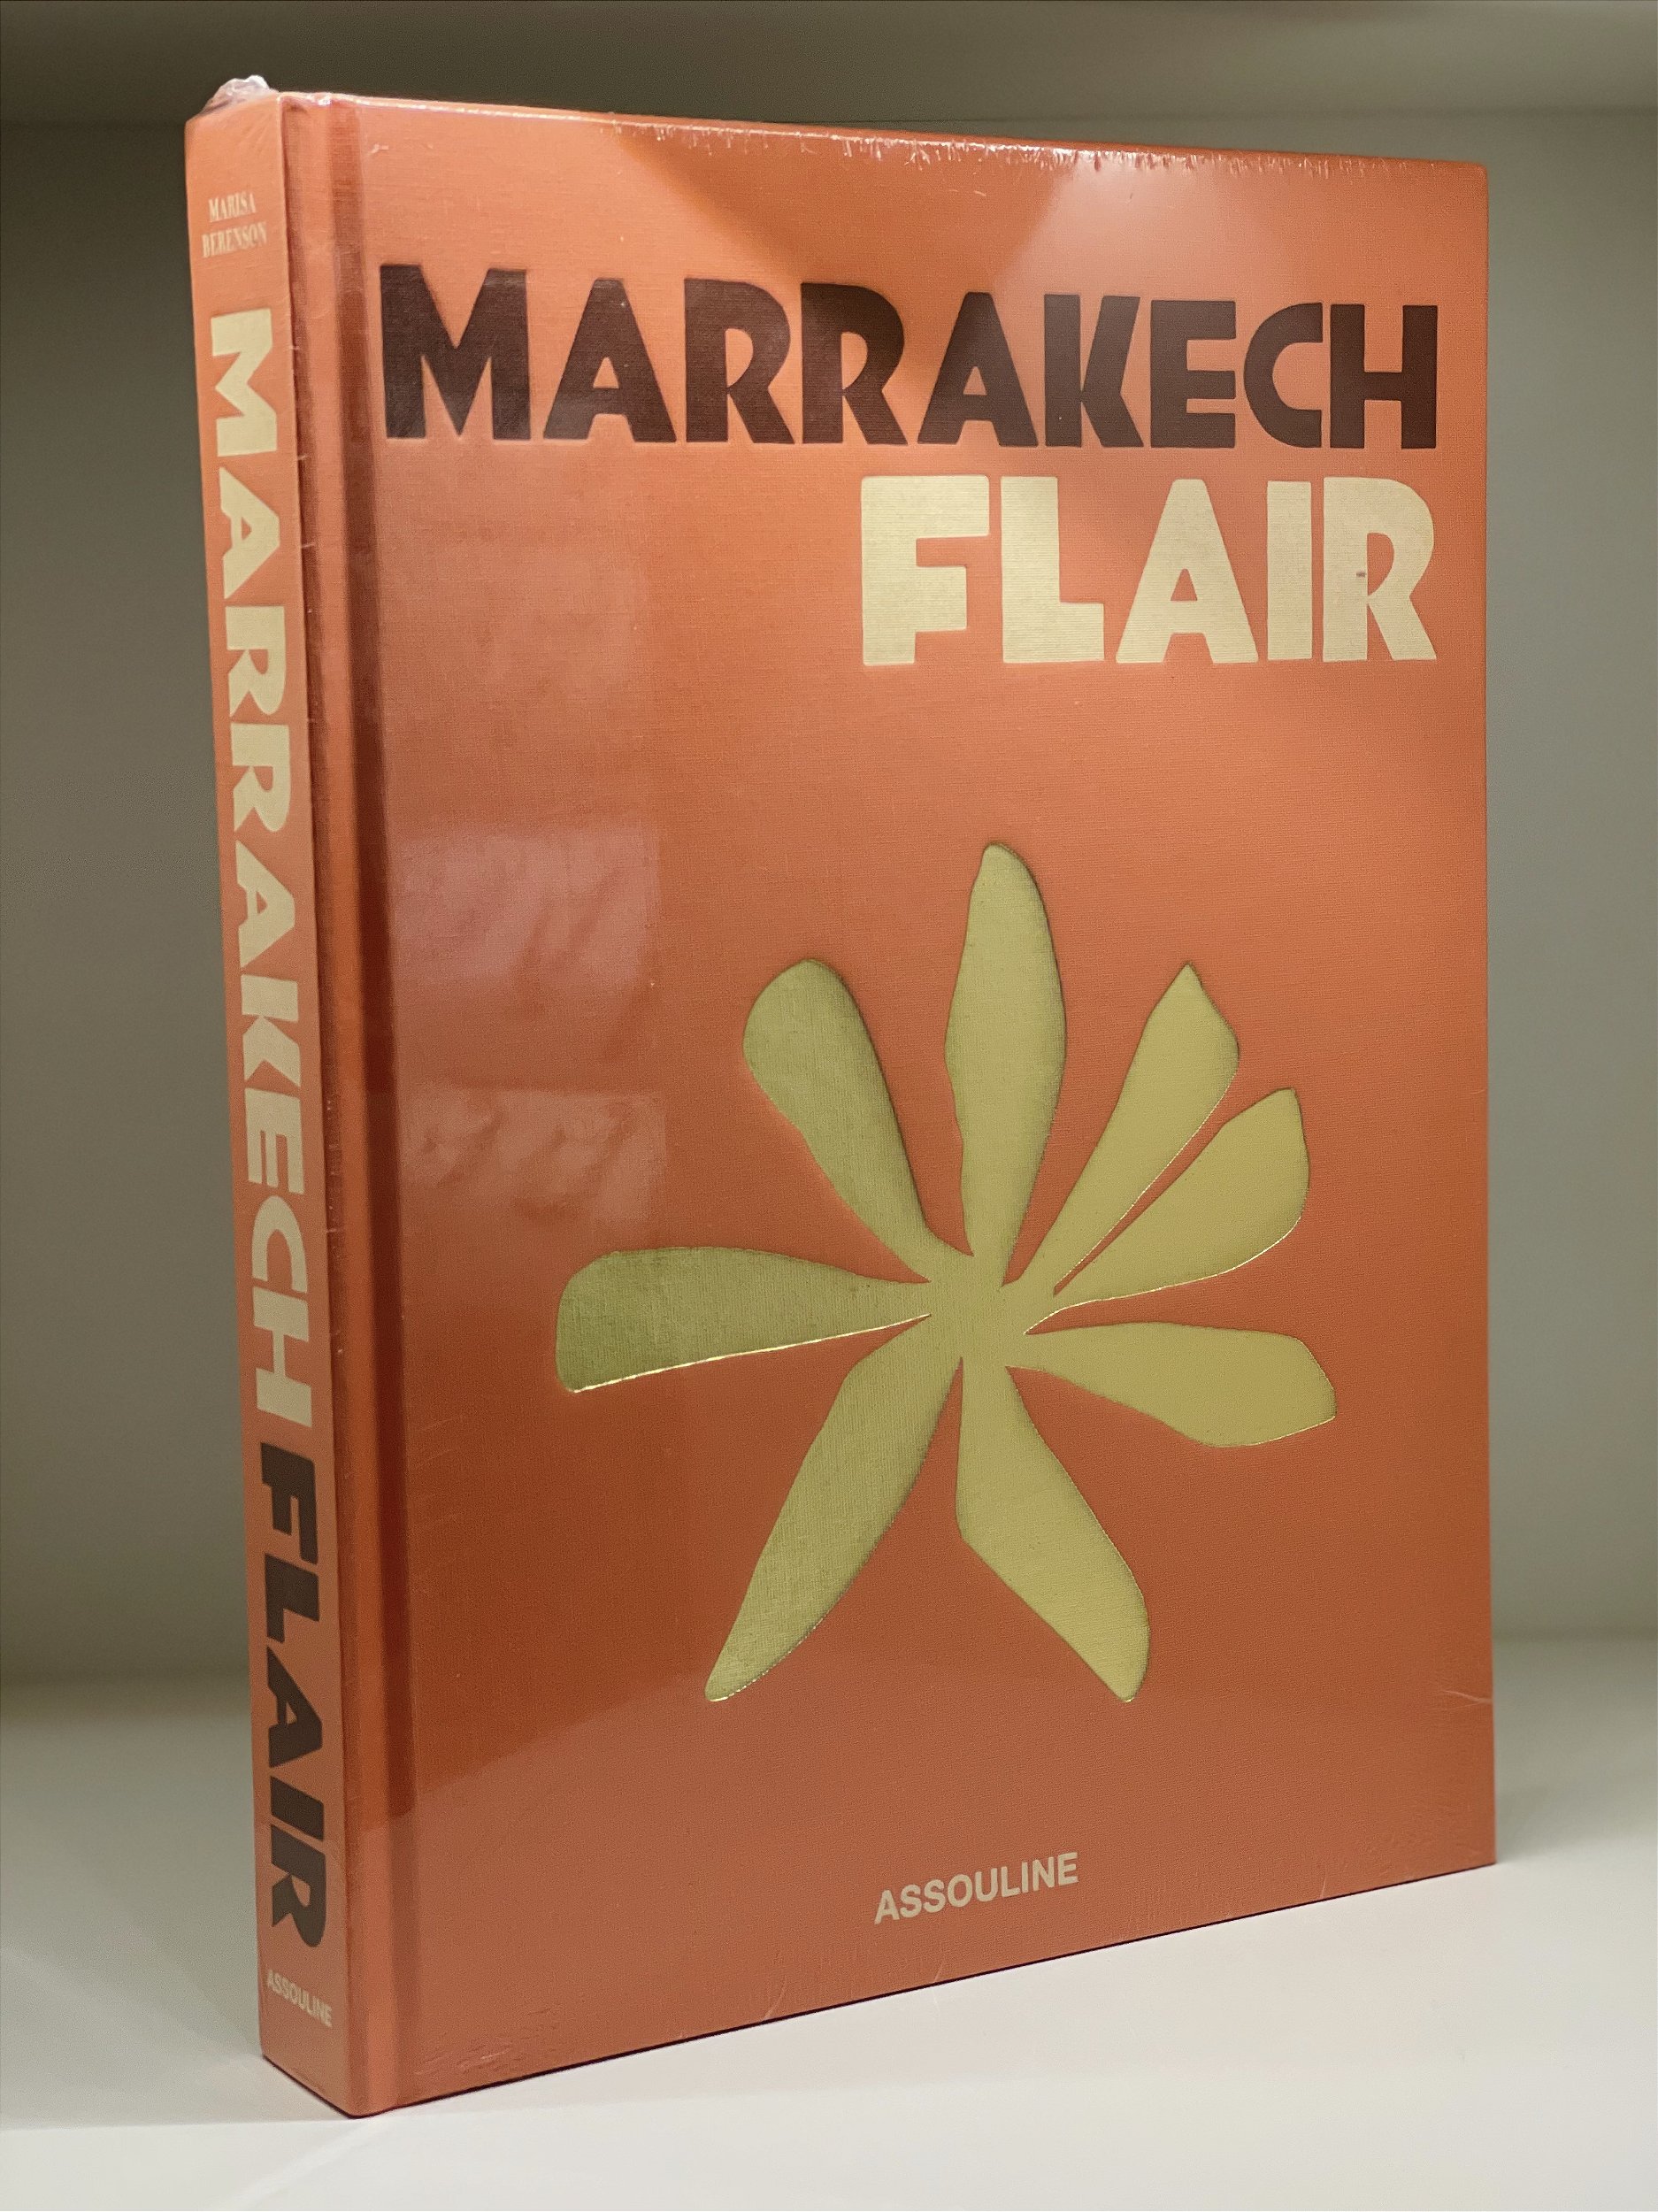 MARISA
BERENSON
MARRAKECH FLAIR
ASSOULINE
MARRAKECH
FLAIR
ASSOULINE